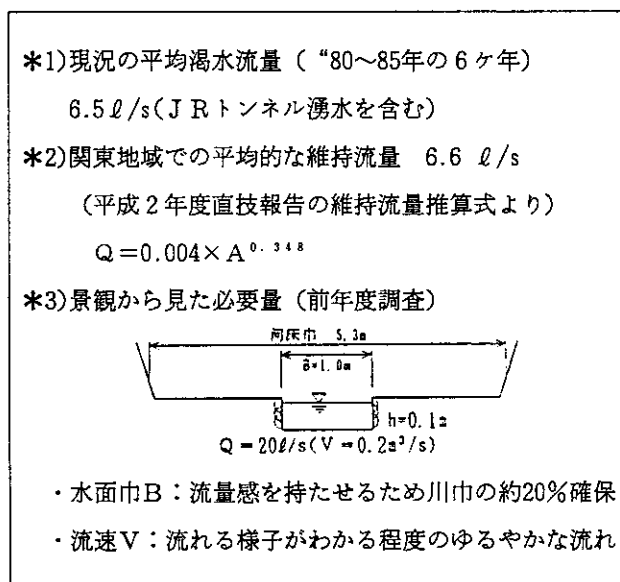 *1)現況の平均渇水流量（“80～85年の6ケ年）
6.5ℓ/s(JRトンネル湧水を含む)
*2)関東地域での平均的な維持流量 6.6 ℓ/s
(平成2年度直技報告の維持流量推算式より)
Q=0.004×A^0.348
*3)景観から見た必要量（前年度調査）
河床巾 5.3m
B=1.0m
h=0.1m
Q=20ℓ/s(V=0.2m³/s)
・水面巾B：流量感を持たせるため川巾の約20%確保
・流速V：流れる様子がわかる程度のゆるやかな流れ